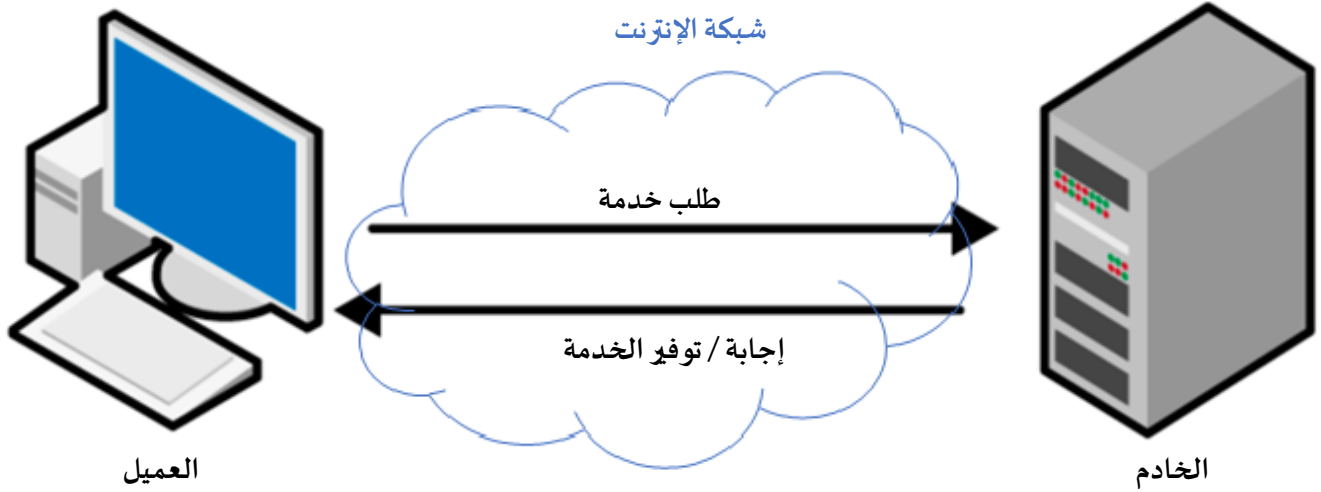 شبكة الإنترنت
طلب خدمة
إجابة / توفير الخدمة
الخادم
العميل